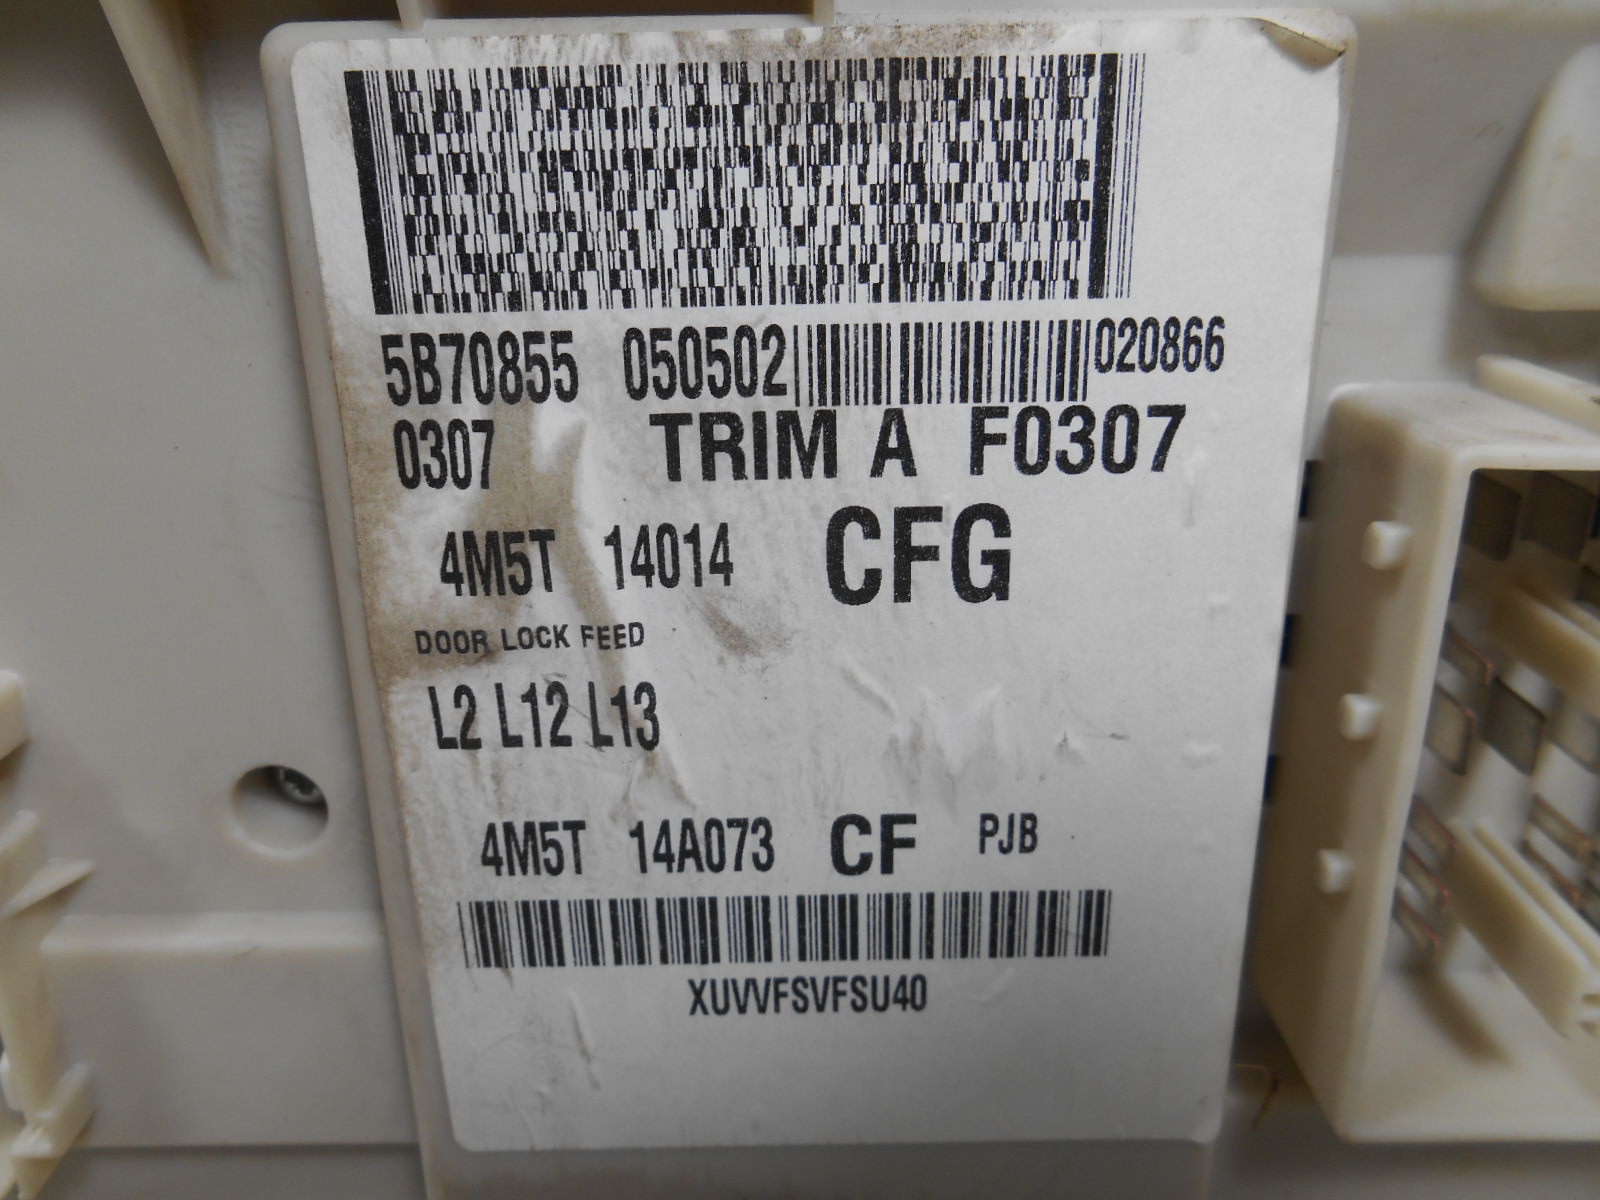 5B70855 050502 020866
0307 TRIM A F0307
4M5T 14014 CFG
DOOR LOCK FEED
L2 L12 L13
4M5T 14A073 CF PJB
XUVVFSVFSU40